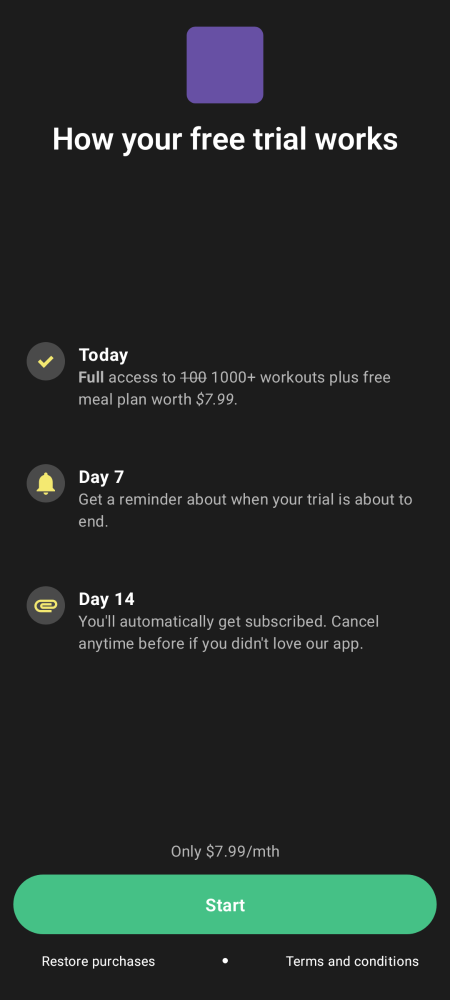 How your free trial works
Today
Full access to 100 1000+ workouts plus free
meal plan worth $7.99.
Day 7
Get a reminder about when your trial is about to
end.
Day 14
You'll automatically get subscribed. Cancel
anytime before if you didn't love our app.
Only $7.99/mth
Start
Restore purchases • Terms and conditions